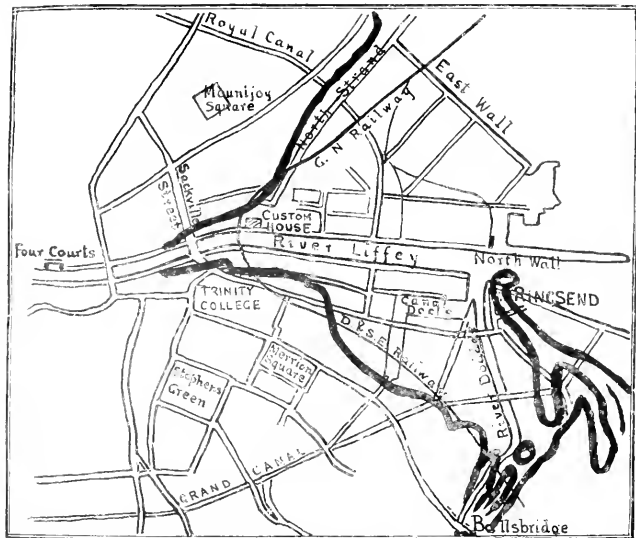 Royal Canal
Mounijoy
Square
North Strand
East Wall
G. N Railway
Sackville
Street
CUSTOM
HOUSE
Four Courts
River Liffey
North Wall
RINGSEND
TRINITY
COLLEGE
Canal
Docks
D & S.E. Railway
Merrion
Square
Stephens
Green
River Dodder
GRAND CANAL
Ballsbridge